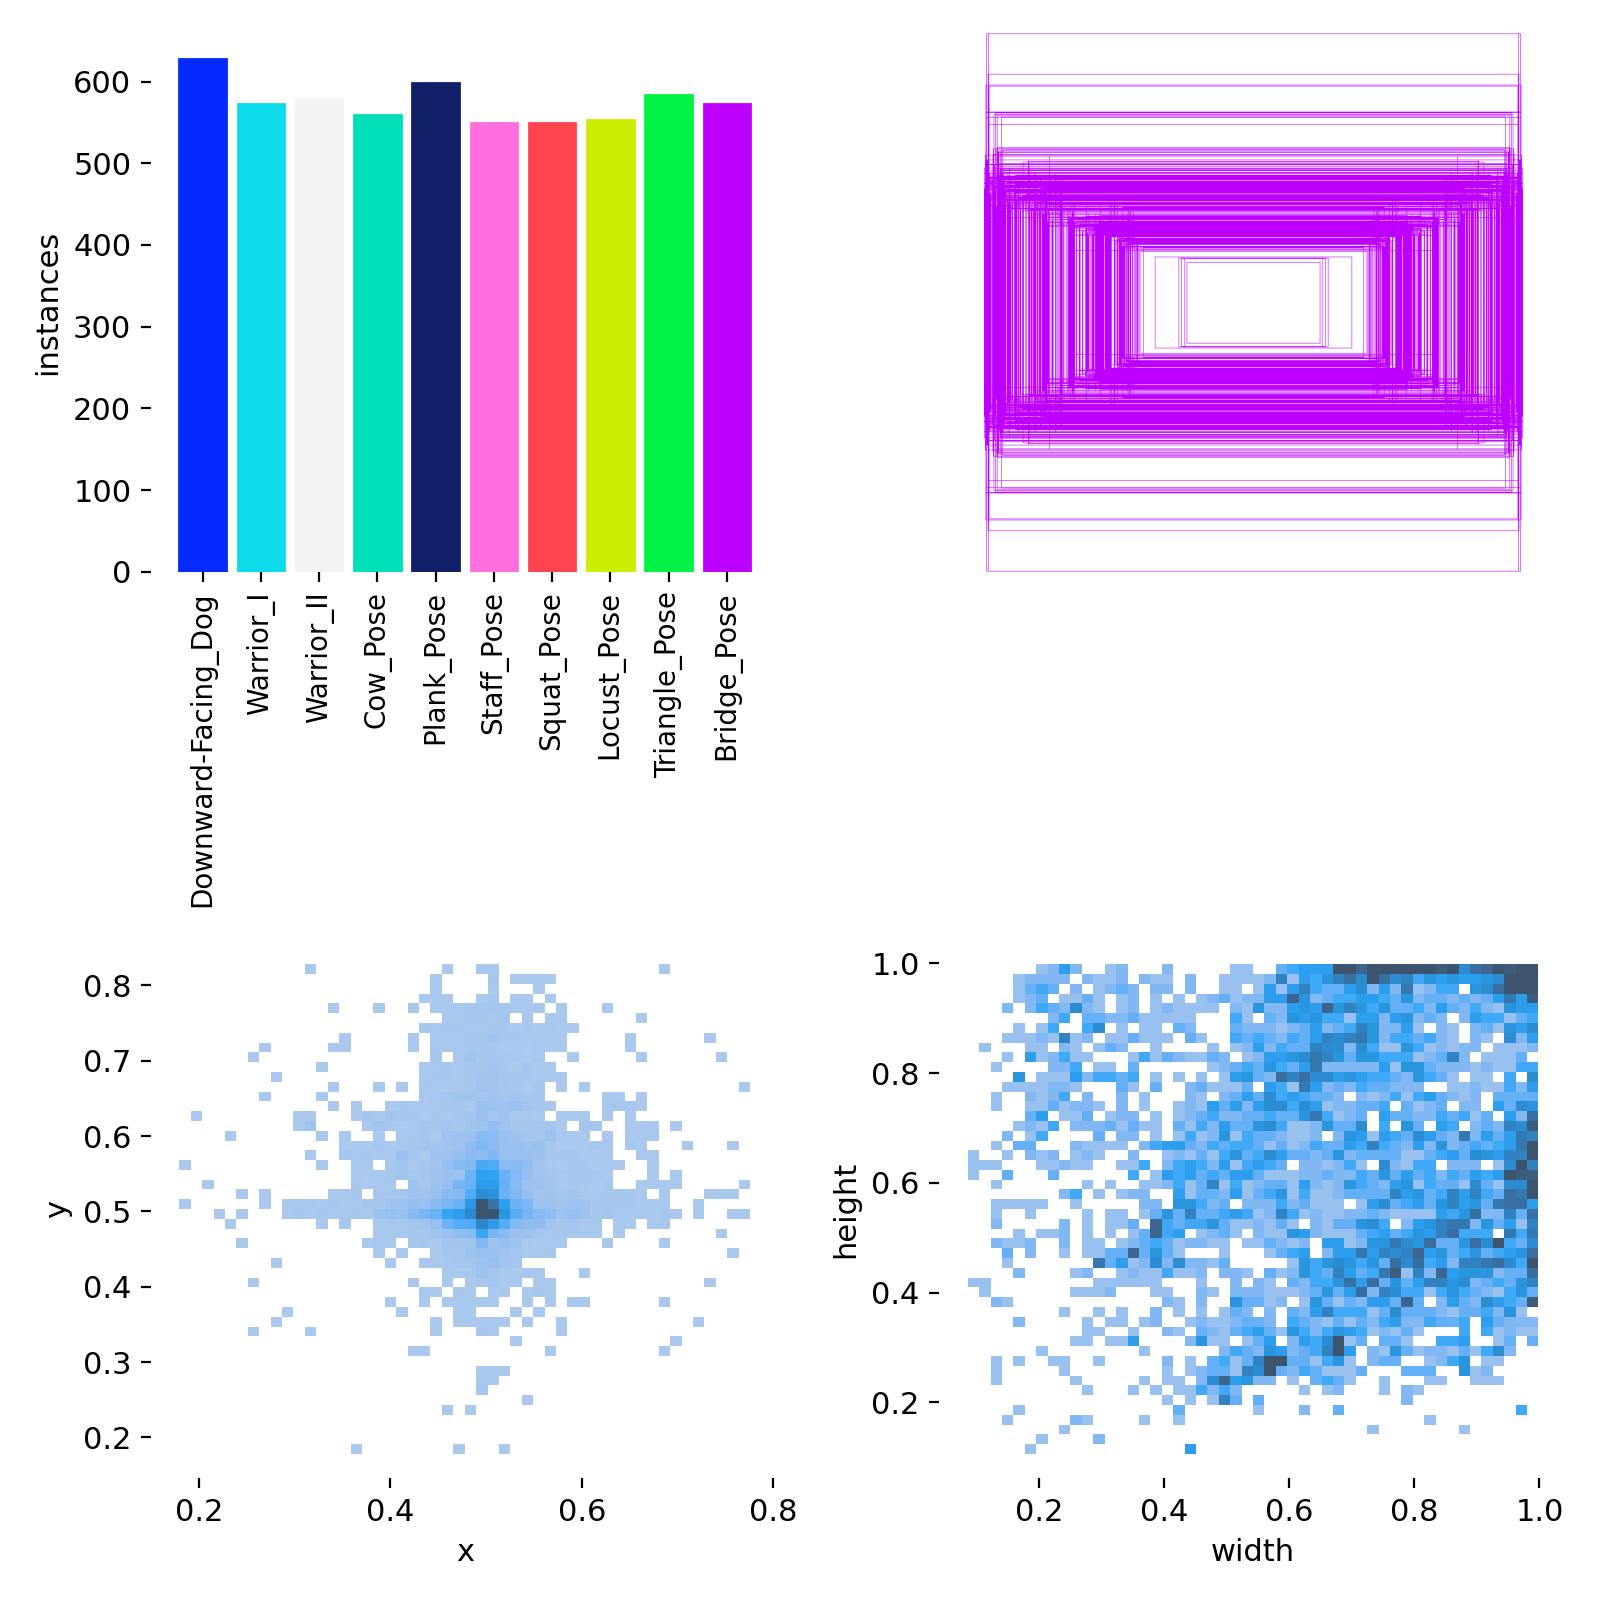 600
500
400
300
200
100
0
instances
Downward-Facing_Dog
Warrior_I
Warrior_II
Cow_Pose
Plank_Pose
Staff_Pose
Squat_Pose
Locust_Pose
Triangle_Pose
Bridge_Pose
0.8
0.7
0.6
0.5
0.4
0.3
0.2
y
0.2 0.4 0.6 0.8
x
1.0
0.8
0.6
0.4
0.2
height
0.2 0.4 0.6 0.8 1.0
width